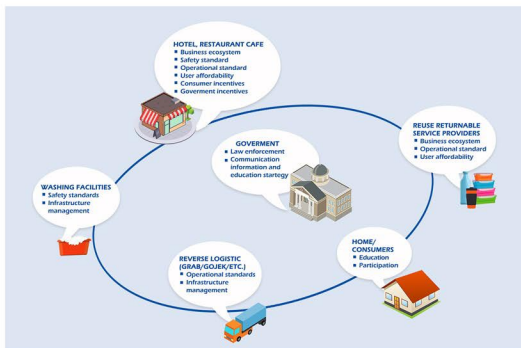 HOTEL, RESTAURANT CAFE
Business ecosystem
Safety standard
Operational standard
User affordability
Consumer incentives
Goverment incentives
REUSE RETURNABLE
SERVICE PROVIDERS
Business ecosystem
Operational standard
User affordability
GOVERMENT
Law enforcement
Communication
information and
education startegy
WASHING FACILITIES
Safety standards
Infrastructure
management
HOME/
CONSUMERS
Education
Participation
REVERSE LOGISTIC
(GRAB/GOJEK/ETC.)
Operational standards
Infrastructure
management